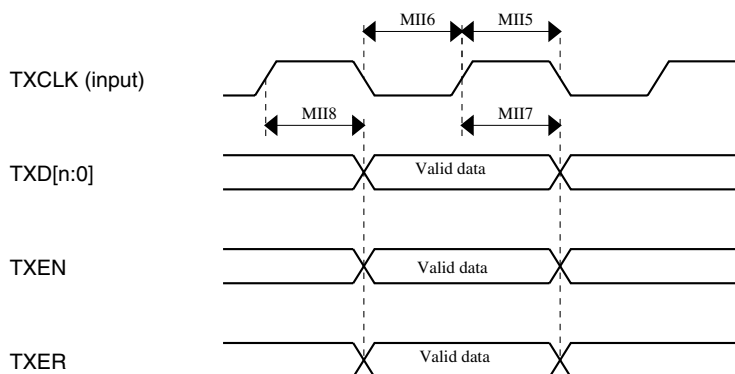 MII6 MII5
TXCLK (input)
MII8 MII7
TXD[n:0] Valid data
TXEN Valid data
TXER Valid data